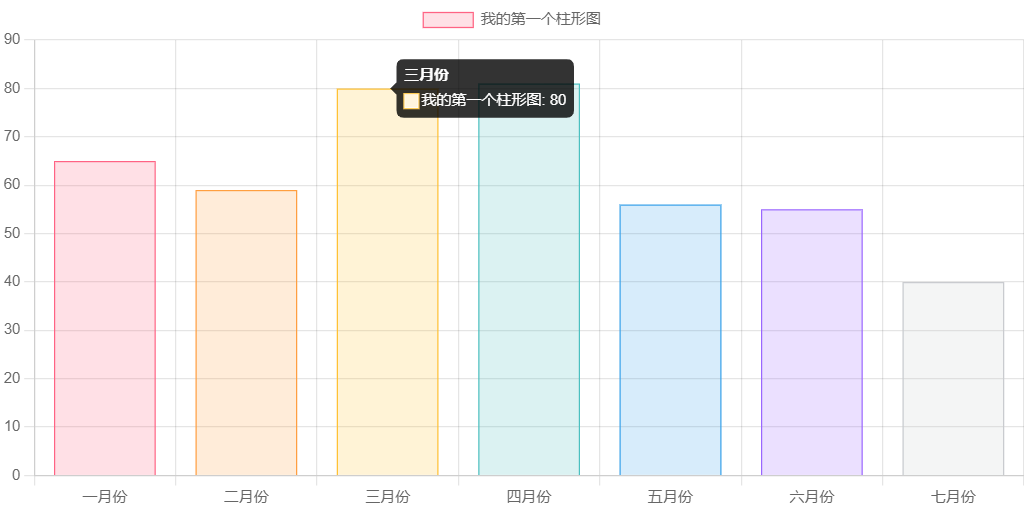 我的第一个柱形图
90
80
70
60
50
40
30
20
10
0
三月份
我的第一个柱形图: 80
一月份
二月份
三月份
四月份
五月份
六月份
七月份